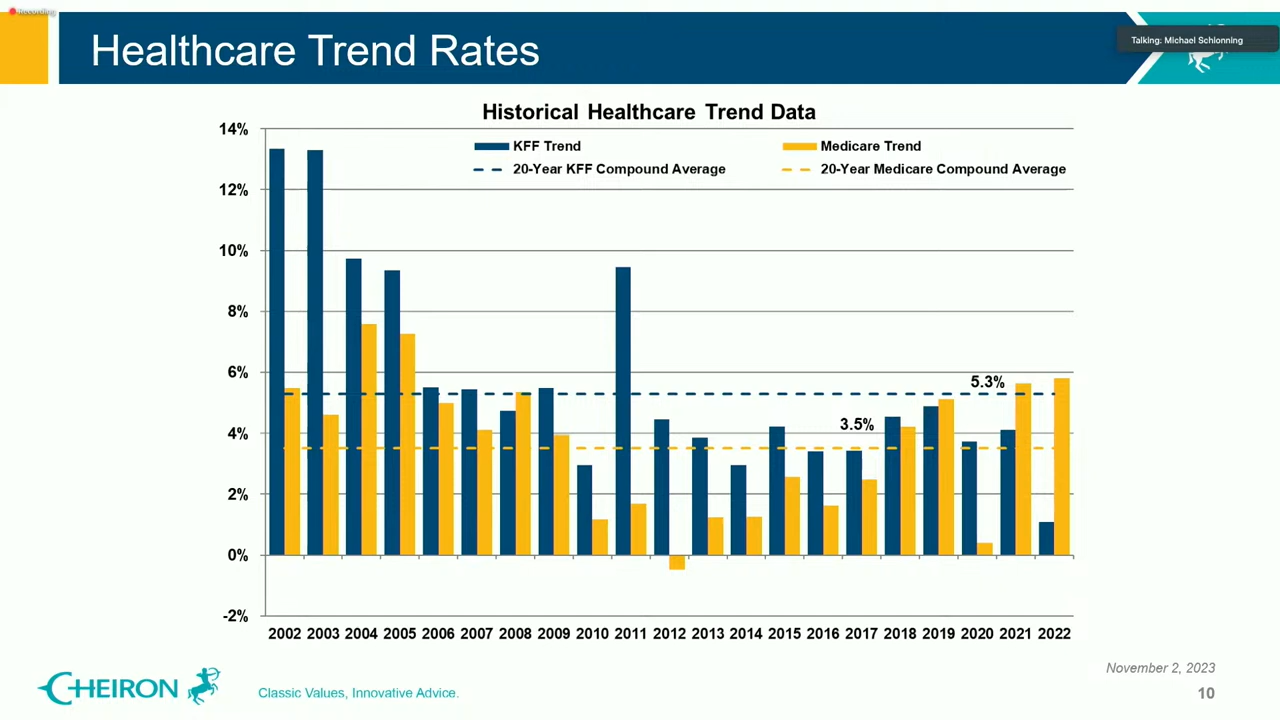 Recording
Healthcare Trend Rates
Talking: Michael Schlonning
Historical Healthcare Trend Data
KFF Trend
Medicare Trend
20-Year KFF Compound Average
20-Year Medicare Compound Average
14%
12%
10%
8%
6%
4%
2%
0%
-2%
5.3%
3.5%
2002 2003 2004 2005 2006 2007 2008 2009 2010 2011 2012 2013 2014 2015 2016 2017 2018 2019 2020 2021 2022
CHEIRON
Classic Values, Innovative Advice.
November 2, 2023
10